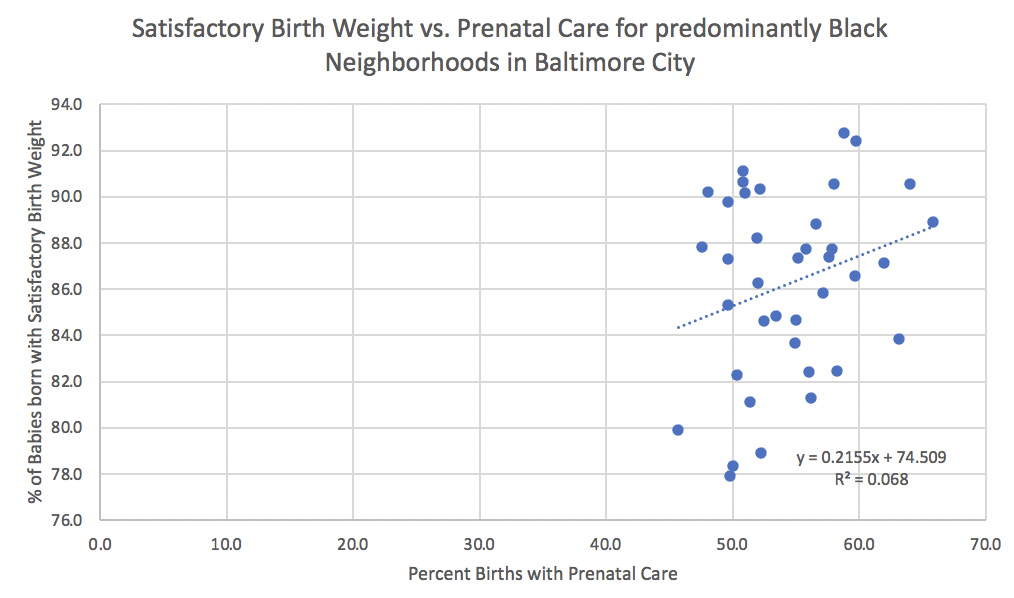 Satisfactory Birth Weight vs. Prenatal Care for predominantly Black
Neighborhoods in Baltimore City
% of Babies born with Satisfactory Birth Weight
94.0
92.0
90.0
88.0
86.0
84.0
82.0
80.0
78.0
76.0
y = 0.2155x + 74.509
R² = 0.068
0.0 10.0 20.0 30.0 40.0 50.0 60.0 70.0
Percent Births with Prenatal Care